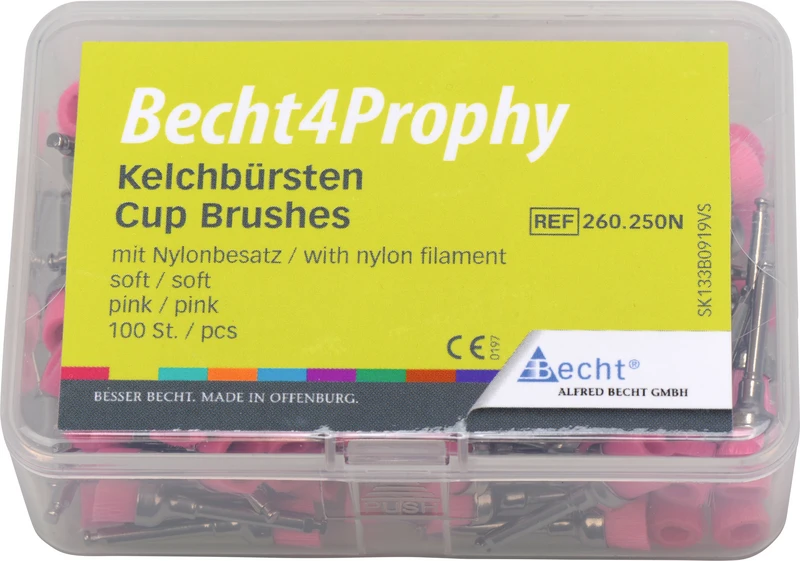 Becht4Prophy
Kelchbürsten
Cup Brushes
REF 260.250N
mit Nylonbesatz / with nylon filament
soft / soft
pink / pink
100 St. / pcs
SK133B0919VS
CE 0197
Becht®
ALFRED BECHT GMBH
BESSER BECHT. MADE IN OFFENBURG.
PUSH